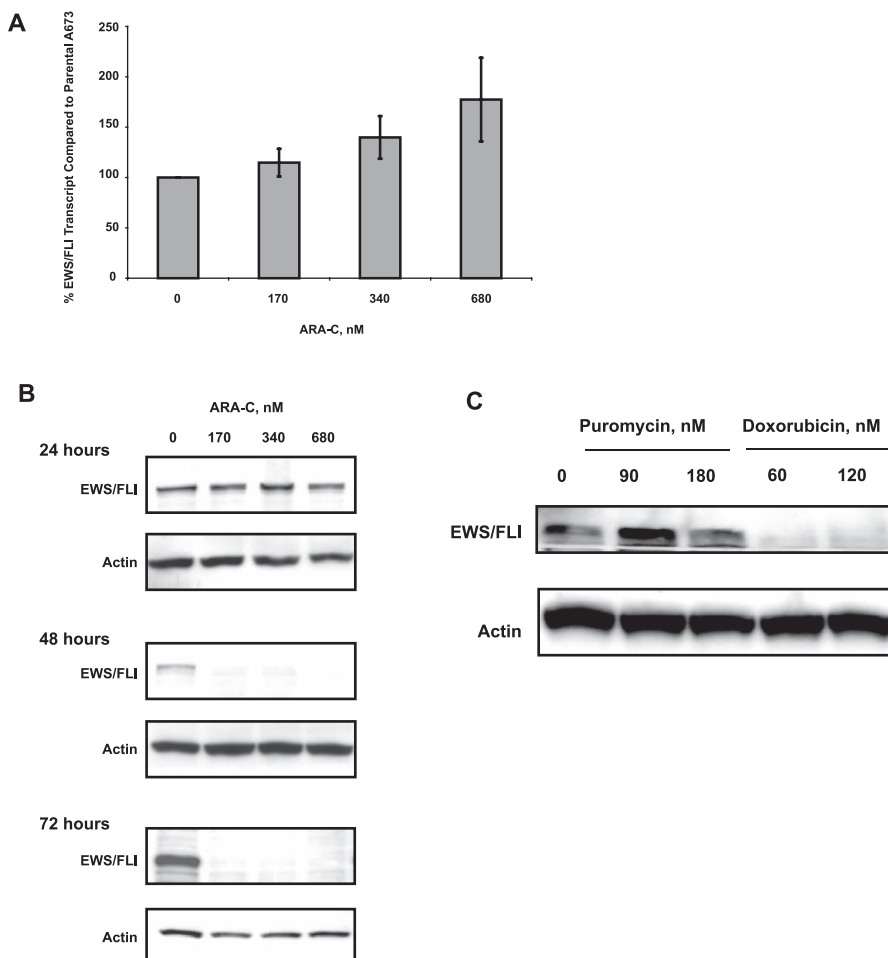 A
% EWS/FLI Transcript Compared to Parental A673
250
200
150
100
50
0
0 170 340 680
ARA-C, nM
B
ARA-C, nM
0 170 340 680
24 hours
EWS/FLI
Actin
48 hours
EWS/FLI
Actin
72 hours
EWS/FLI
Actin
C
Puromycin, nM Doxorubicin, nM
0 90 180 60 120
EWS/FLI
Actin